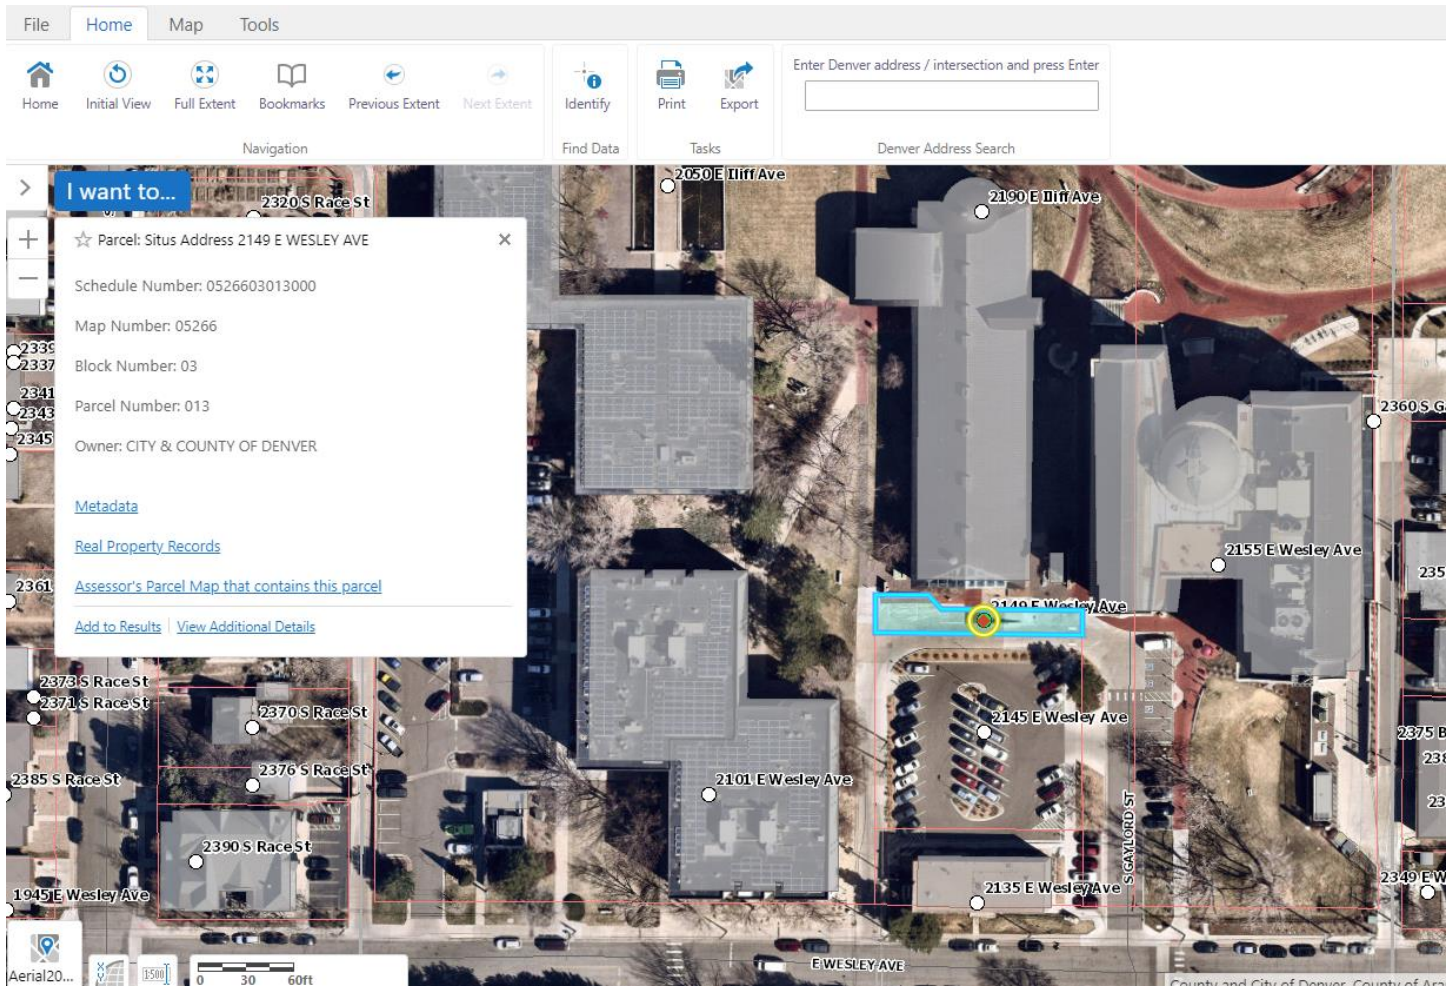 File Home Map Tools
Home Initial View Full Extent Bookmarks Previous Extent Next Extent
Navigation
Identify
Find Data
Print Export
Tasks
Enter Denver address / intersection and press Enter
Denver Address Search
I want to...
Parcel: Situs Address 2149 E WESLEY AVE
Schedule Number: 0526603013000
Map Number: 05266
Block Number: 03
Parcel Number: 013
Owner: CITY & COUNTY OF DENVER
Metadata
Real Property Records
Assessor's Parcel Map that contains this parcel
Add to Results View Additional Details
2050 E Iliff Ave
2320 S Race St
2190 E Iliff Ave
2339
2337
2341
2343
2345
2360 S G
2155 E Wesley Ave
2361
235
2149 E Wesley Ave
2373 S Race St
2371 S Race St
2370 S Race St
2145 E Wesley Ave
2375 B
238
2385 S Race St
2376 S Race St
2101 E Wesley Ave
23
S GAYLORD ST
2390 S Race St
2349 E W
1945 E Wesley Ave
2135 E Wesley Ave
E WESLEY AVE
Aerial20...
1:500
0 30 60ft
County and City of Denver, County of Ara